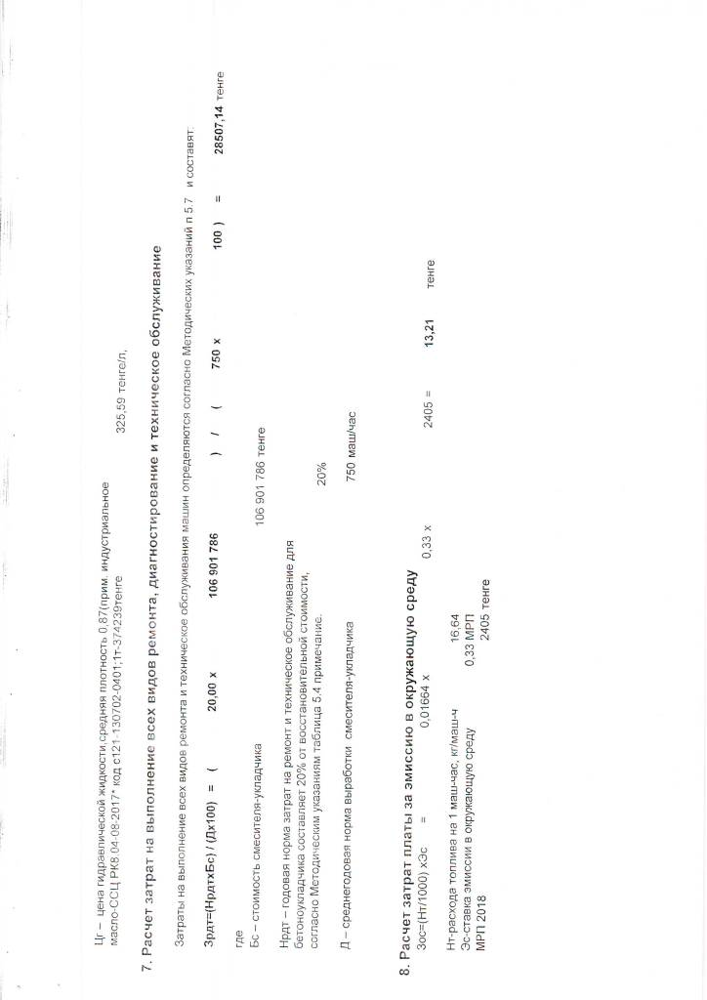 Цг – цена гидравлической жидкости,средняя плотность 0,87(прим. индустриальное
масло-ССЦ РК8.04-08-2017* код с121-130702-0401;1т-374239тенге 325,59 тенге/л,
7. Расчет затрат на выполнение всех видов ремонта, диагностирование и техническое обслуживание
Затраты на выполнение всех видов ремонта и техническое обслуживания машин определяются согласно Методических указаний п 5.7 и составят:
Зрдт=(НрдтхБс) / (Дх100) = ( 20,00 х 106 901 786 ) / ( 750 х 100 ) = 28507,14 тенге
где
Бс – стоимость смесителя-укладчика 106 901 786 тенге
Нрдт – годовая норма затрат на ремонт и техническое обслуживание для
бетоноукладчика составляет 20% от восстановительной стоимости,
согласно Методическим указаниям таблица 5.4 примечание. 20%
Д – среднегодовая норма выработки смесителя-укладчика 750 маш/час
8. Расчет затрат платы за эмиссию в окружающую среду
Зос=(Нт/1000) хЭс = 0,01664 х 0,33 х 2405 = 13,21 тенге
Нт-расхода топлива на 1 маш-час, кг/маш-ч 16,64
Эс-ставка эмиссии в окружающую среду 0,33 МРП
МРП 2018 2405 тенге